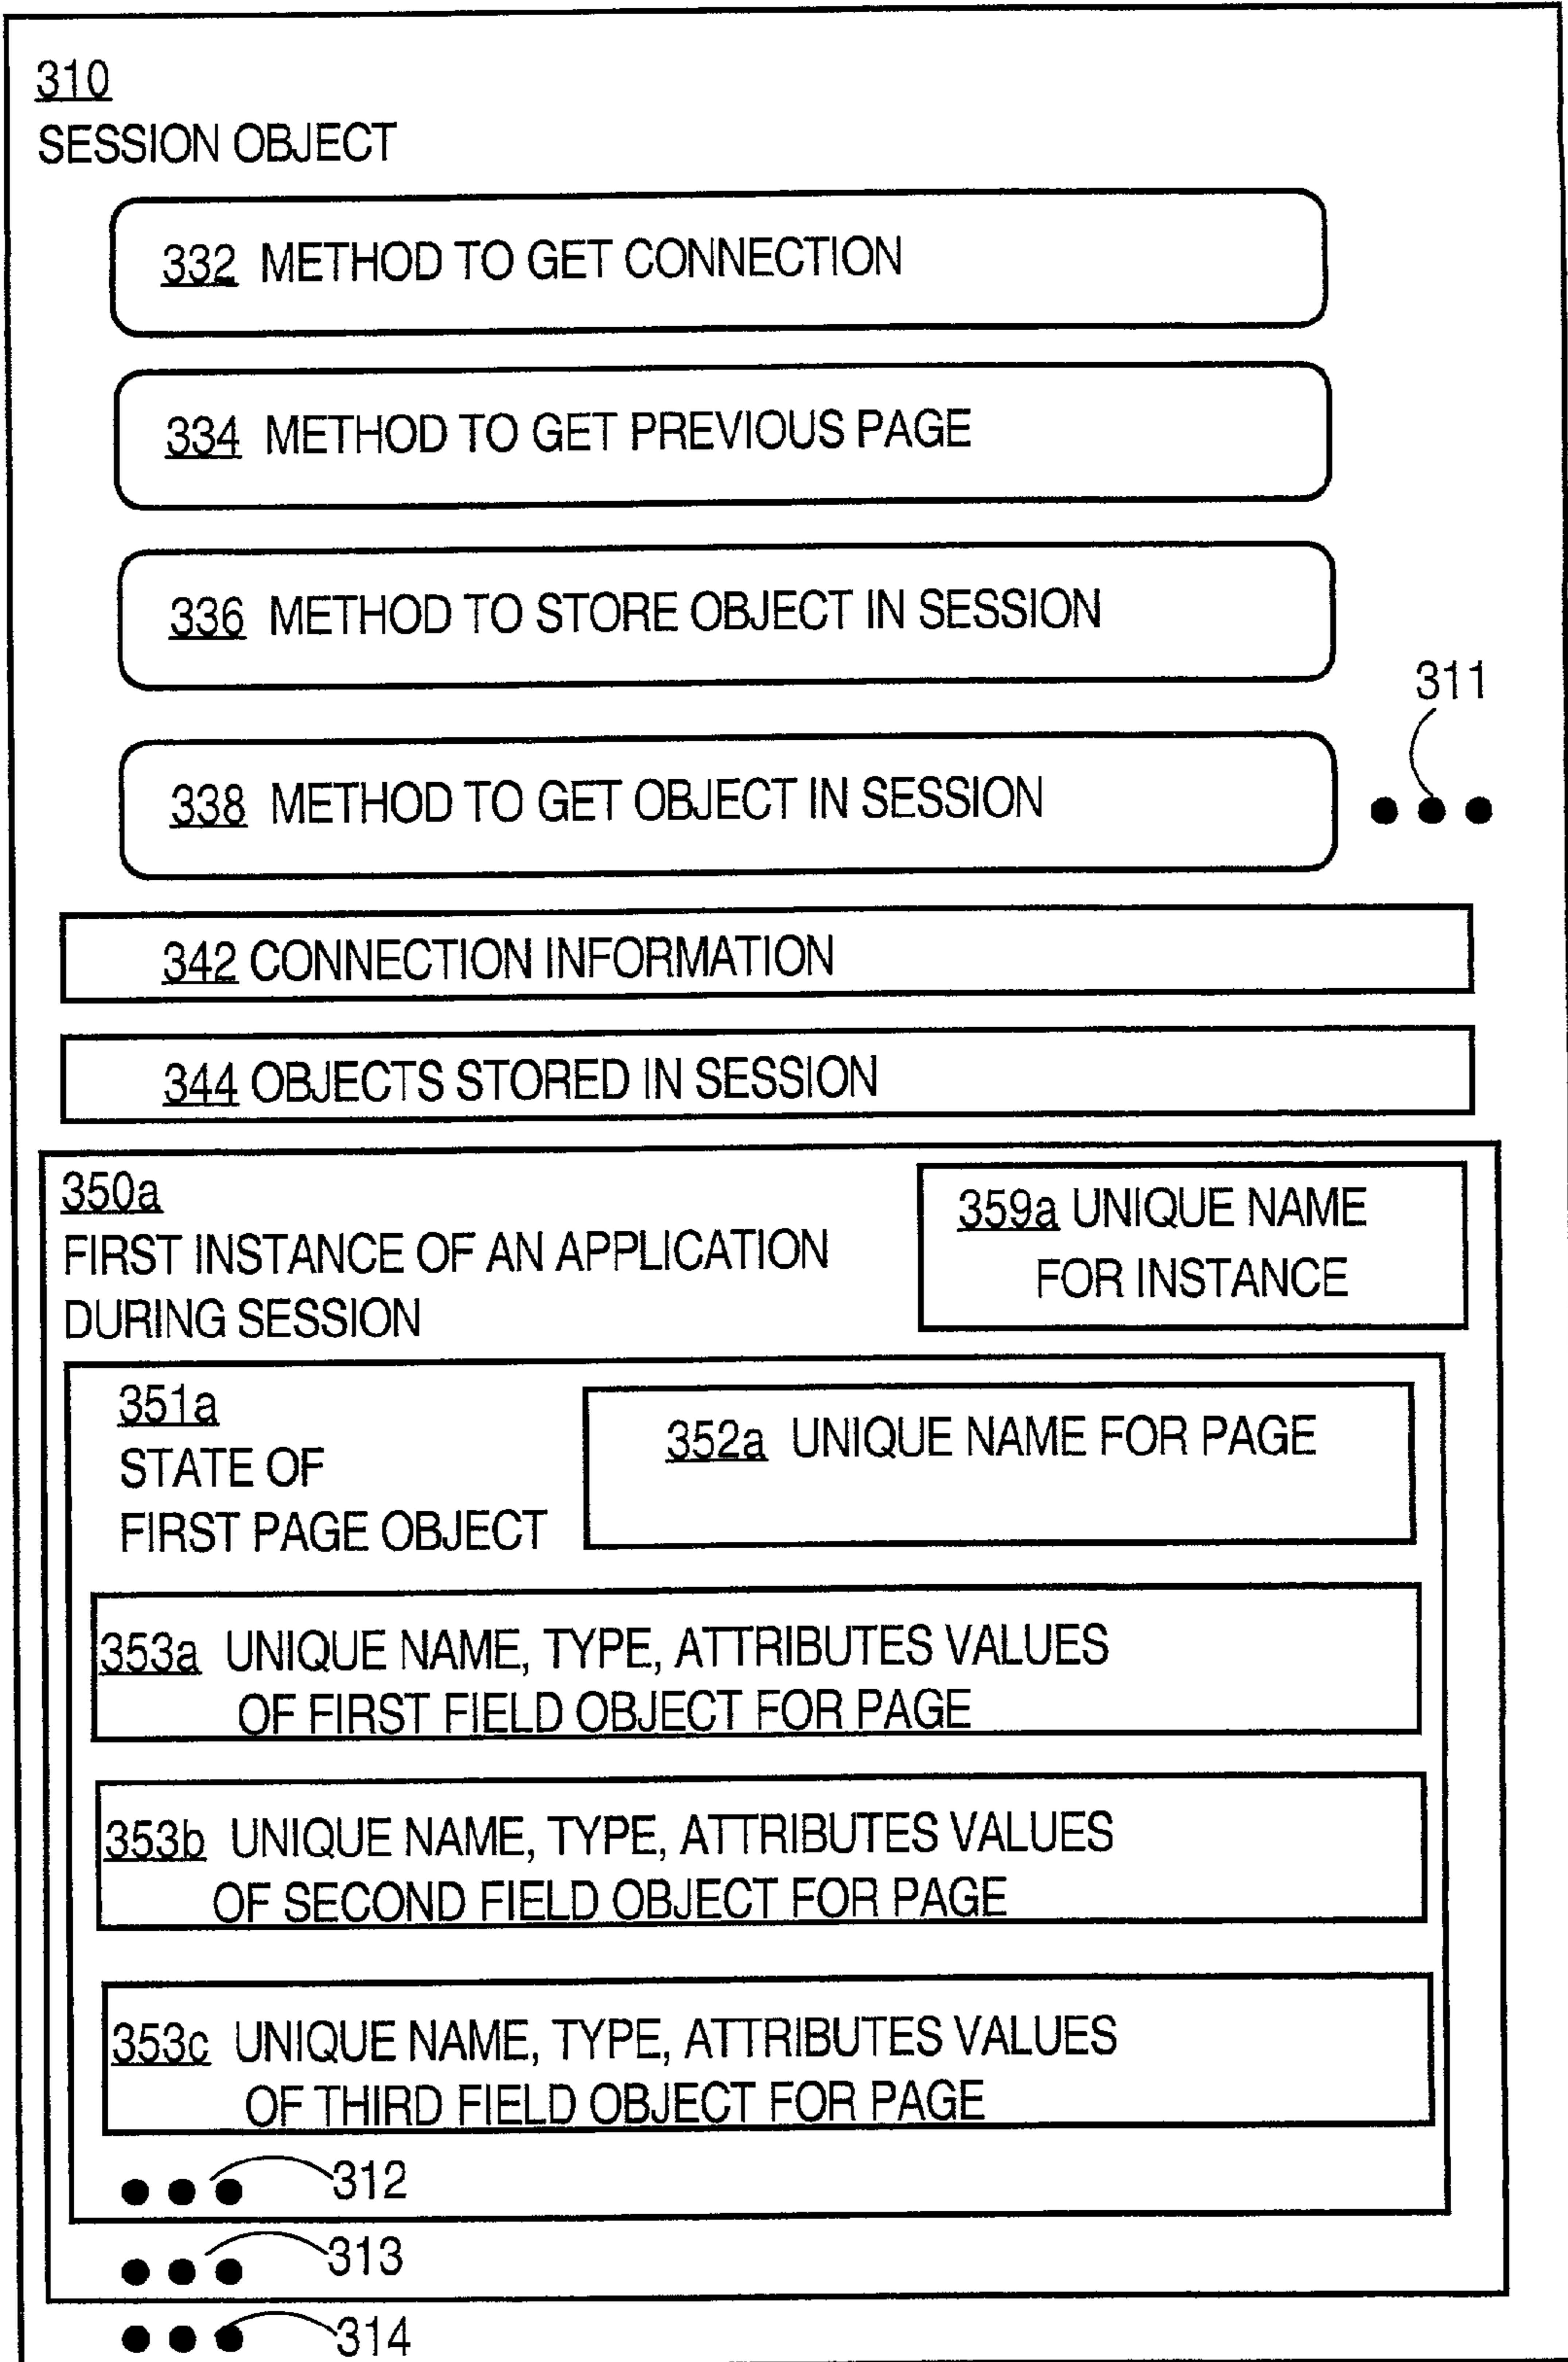 310
SESSION OBJECT
332 METHOD TO GET CONNECTION
334 METHOD TO GET PREVIOUS PAGE
336 METHOD TO STORE OBJECT IN SESSION
311
338 METHOD TO GET OBJECT IN SESSION
342 CONNECTION INFORMATION
344 OBJECTS STORED IN SESSION
350a
FIRST INSTANCE OF AN APPLICATION
DURING SESSION
359a UNIQUE NAME
FOR INSTANCE
351a
STATE OF
FIRST PAGE OBJECT
352a UNIQUE NAME FOR PAGE
353a UNIQUE NAME, TYPE, ATTRIBUTES VALUES
OF FIRST FIELD OBJECT FOR PAGE
353b UNIQUE NAME, TYPE, ATTRIBUTES VALUES
OF SECOND FIELD OBJECT FOR PAGE
353c UNIQUE NAME, TYPE, ATTRIBUTES VALUES
OF THIRD FIELD OBJECT FOR PAGE
312
313
314